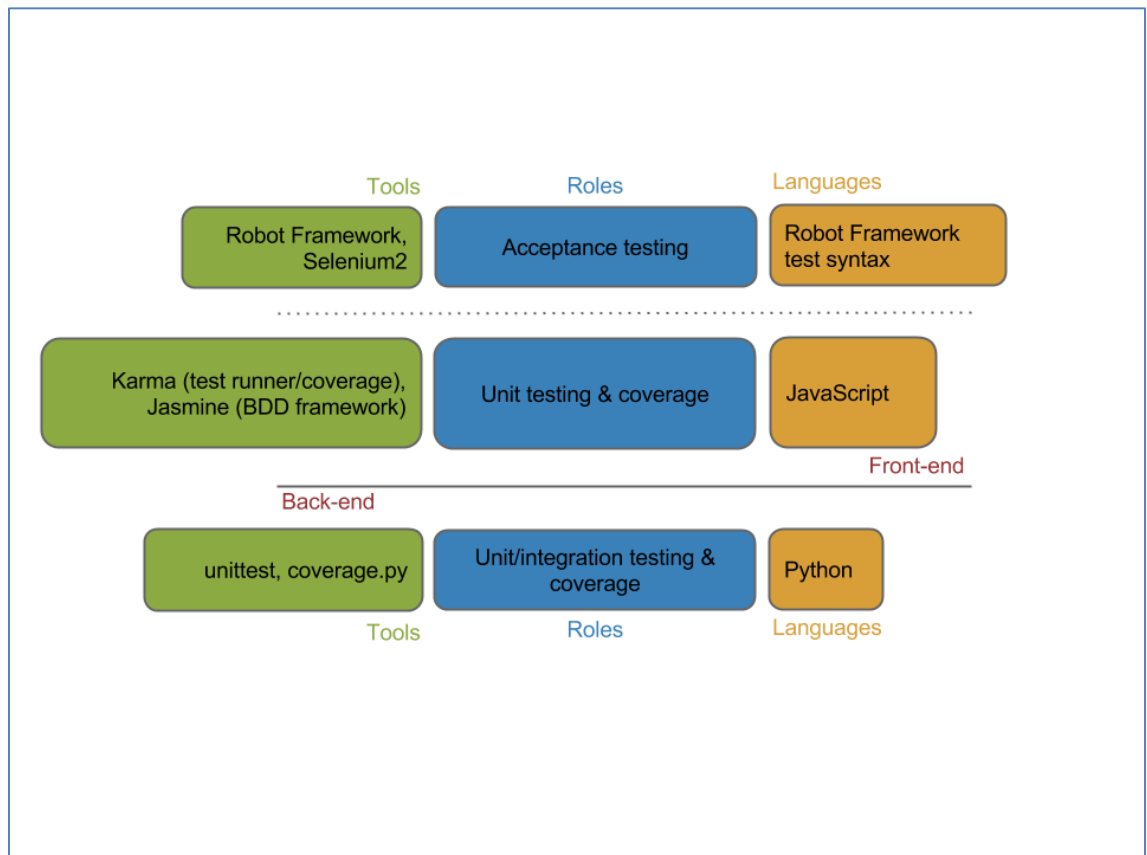 Tools
Roles
Languages
Robot Framework,
Selenium2
Acceptance testing
Robot Framework
test syntax
Karma (test runner/coverage),
Jasmine (BDD framework)
Unit testing & coverage
JavaScript
Front-end
Back-end
unittest, coverage.py
Unit/integration testing &
coverage
Python
Tools
Roles
Languages